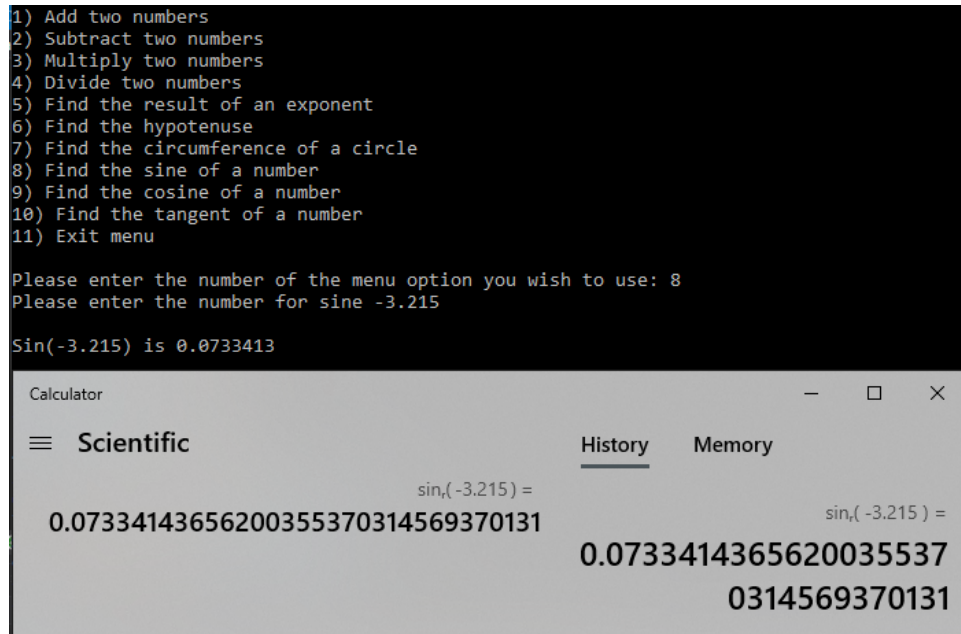 1) Add two numbers
2) Subtract two numbers
3) Multiply two numbers
4) Divide two numbers
5) Find the result of an exponent
6) Find the hypotenuse
7) Find the circumference of a circle
8) Find the sine of a number
9) Find the cosine of a number
10) Find the tangent of a number
11) Exit menu
Please enter the number of the menu option you wish to use: 8
Please enter the number for sine -3.215
Sin(-3.215) is 0.0733413
Calculator
Scientific
History Memory
sinᵣ( -3.215 ) =
0.07334143656200355370314569370131
sinᵣ( -3.215 ) =
0.0733414365620035537
0314569370131